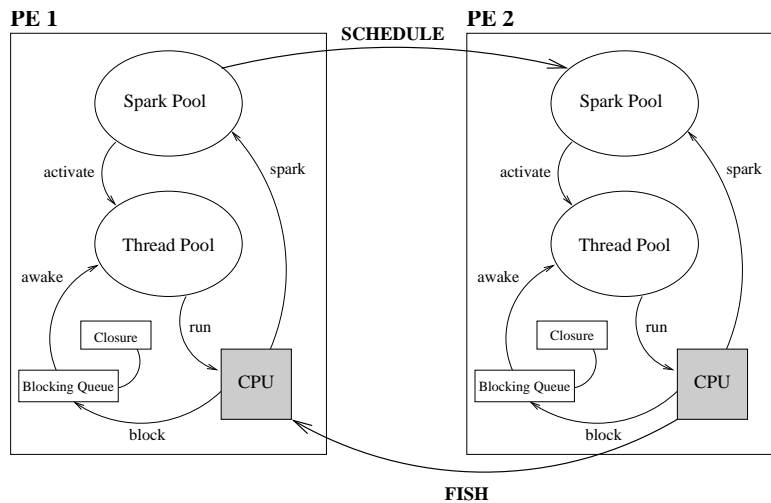 PE 1
PE 2
SCHEDULE
Spark Pool
Spark Pool
activate
spark
activate
spark
Thread Pool
Thread Pool
awake
awake
run
run
Closure
Closure
Blocking Queue
CPU
Blocking Queue
CPU
block
block
FISH